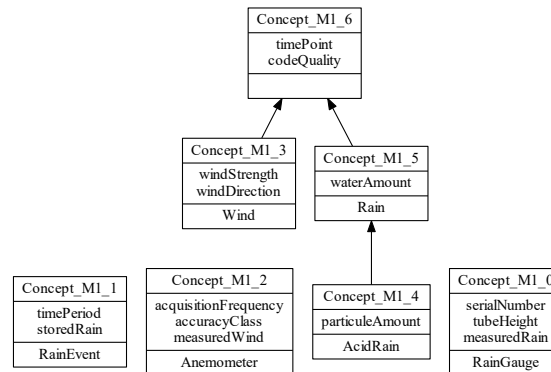 Concept_M1_6
timePoint
codeQuality
Concept_M1_3
windStrength
windDirection
Wind
Concept_M1_5
waterAmount
Rain
Concept_M1_1
timePeriod
storedRain
RainEvent
Concept_M1_2
acquisitionFrequency
accuracyClass
measuredWind
Anemometer
Concept_M1_4
particuleAmount
AcidRain
Concept_M1_0
serialNumber
tubeHeight
measuredRain
RainGauge